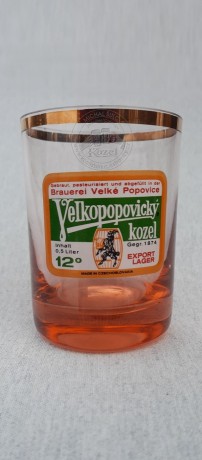 Gebraut, pasteurisiert und abgefüllt in der
Brauerei Velké Popovice
Velkopopovický
kozel
Inhalt
0,5 Liter
Gegr. 1874
12°
EXPORT
LAGER
MADE IN CZECHOSLOVAKIA